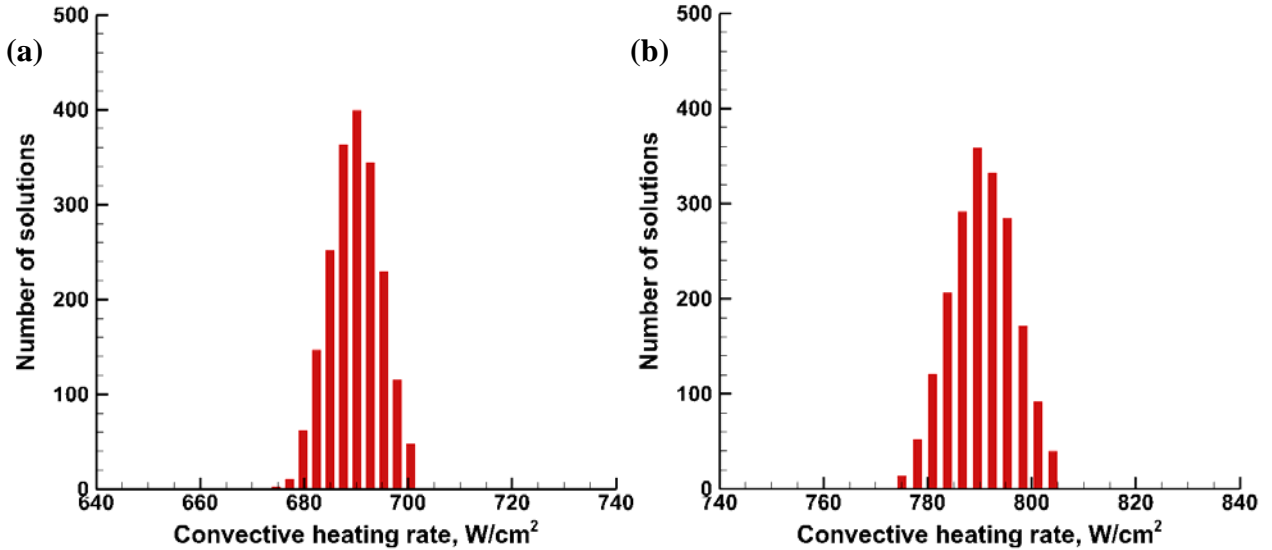 (a)
500
400
300
200
100
0
Number of solutions
640 660 680 700 720 740
Convective heating rate, W/cm²
(b)
500
400
300
200
100
0
Number of solutions
740 760 780 800 820 840
Convective heating rate, W/cm²